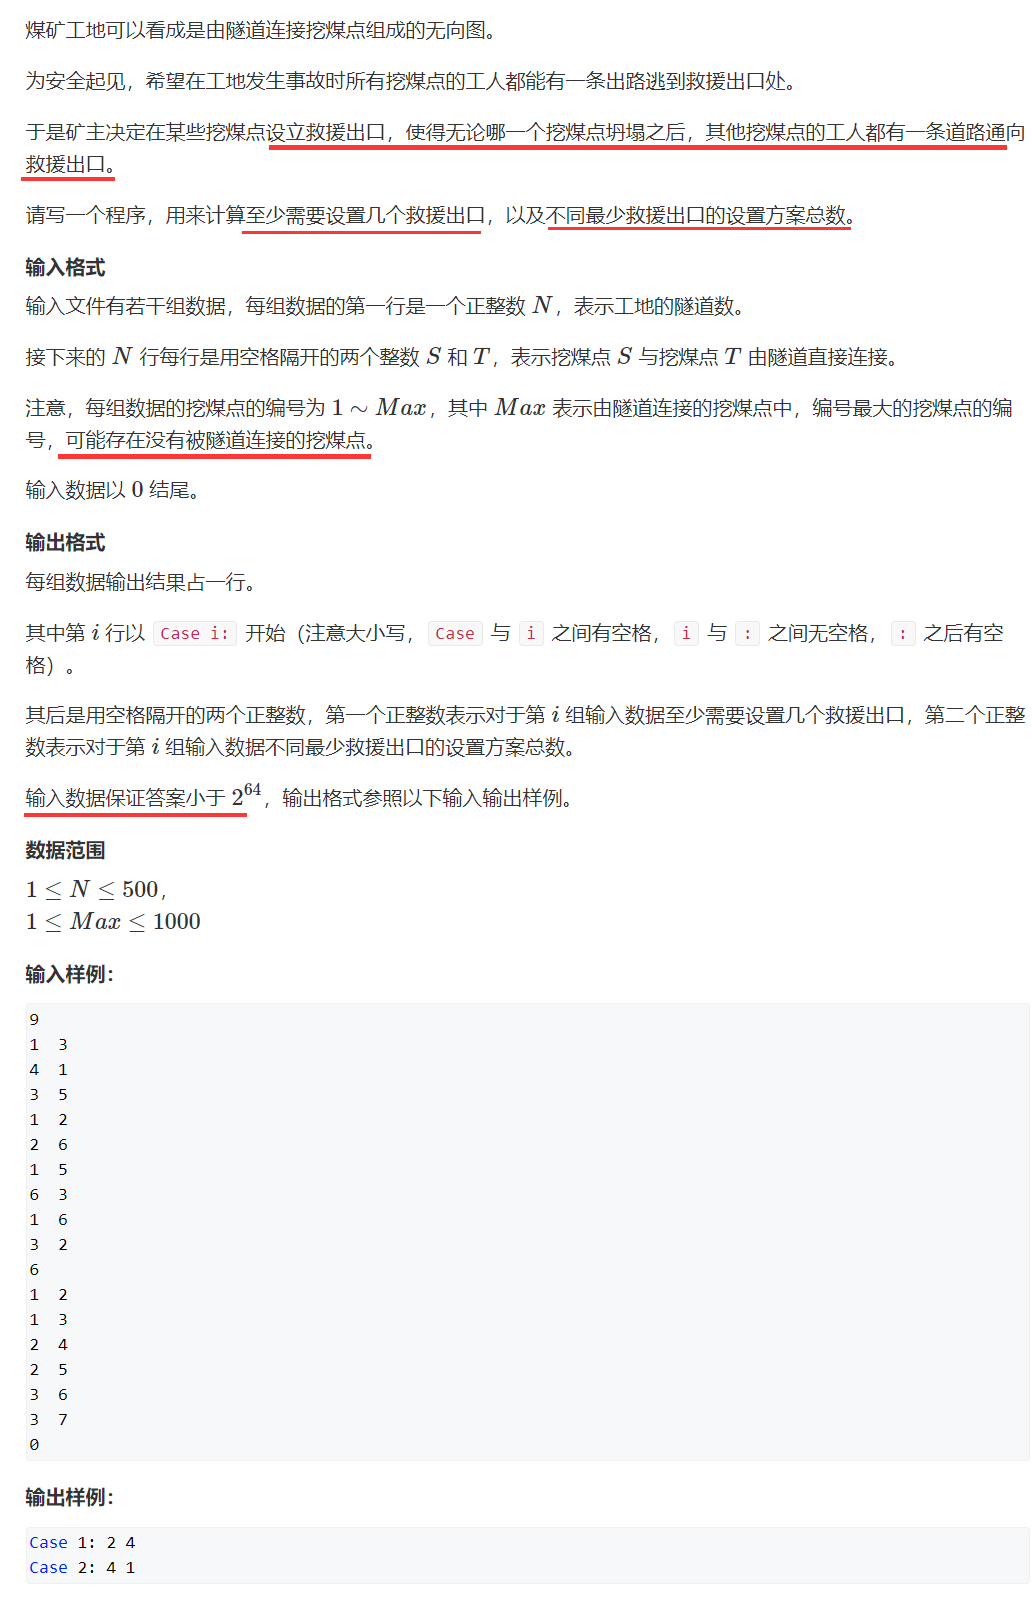 煤矿工地可以看成是由隧道连接挖煤点组成的无向图。
为安全起见，希望在工地发生事故时所有挖煤点的工人都能有一条出路逃到救援出口处。
于是矿主决定在某些挖煤点设立救援出口，使得无论哪一个挖煤点坍塌之后，其他挖煤点的工人都有一条道路通向
救援出口。
请写一个程序，用来计算至少需要设置几个救援出口，以及不同最少救援出口的设置方案总数。
输入格式
输入文件有若干组数据，每组数据的第一行是一个正整数 N，表示工地的隧道数。
接下来的 N 行每行是用空格隔开的两个整数 S 和 T，表示挖煤点 S 与挖煤点 T 由隧道直接连接。
注意，每组数据的挖煤点的编号为 1 ∼ Max，其中 Max 表示由隧道连接的挖煤点中，编号最大的挖煤点的编
号，可能存在没有被隧道连接的挖煤点。
输入数据以 0 结尾。
输出格式
每组数据输出结果占一行。
其中第 i 行以 Case i: 开始（注意大小写，Case 与 i 之间有空格，i 与 : 之间无空格，: 之后有空
格）。
其后是用空格隔开的两个正整数，第一个正整数表示对于第 i 组输入数据至少需要设置几个救援出口，第二个正整
数表示对于第 i 组输入数据不同最少救援出口的设置方案总数。
输入数据保证答案小于 2^64，输出格式参照以下输入输出样例。
数据范围
1 ≤ N ≤ 500，
1 ≤ Max ≤ 1000
输入样例：
9
1  3
4  1
3  5
1  2
2  6
1  5
6  3
1  6
3  2
6
1  2
1  3
2  4
2  5
3  6
3  7
0
输出样例：
Case 1: 2 4
Case 2: 4 1